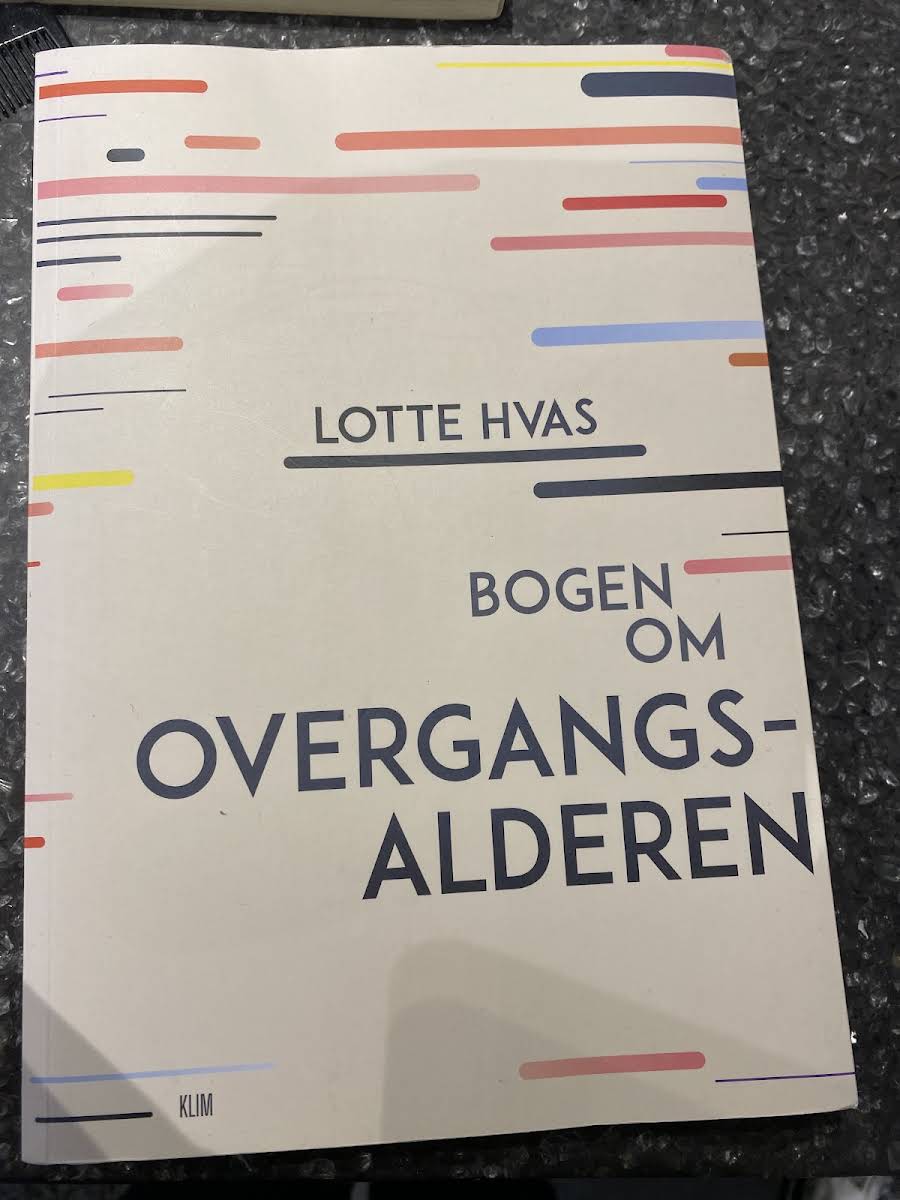 LOTTE HVAS
BOGEN
OM
OVERGANGS-
ALDEREN
KLIM